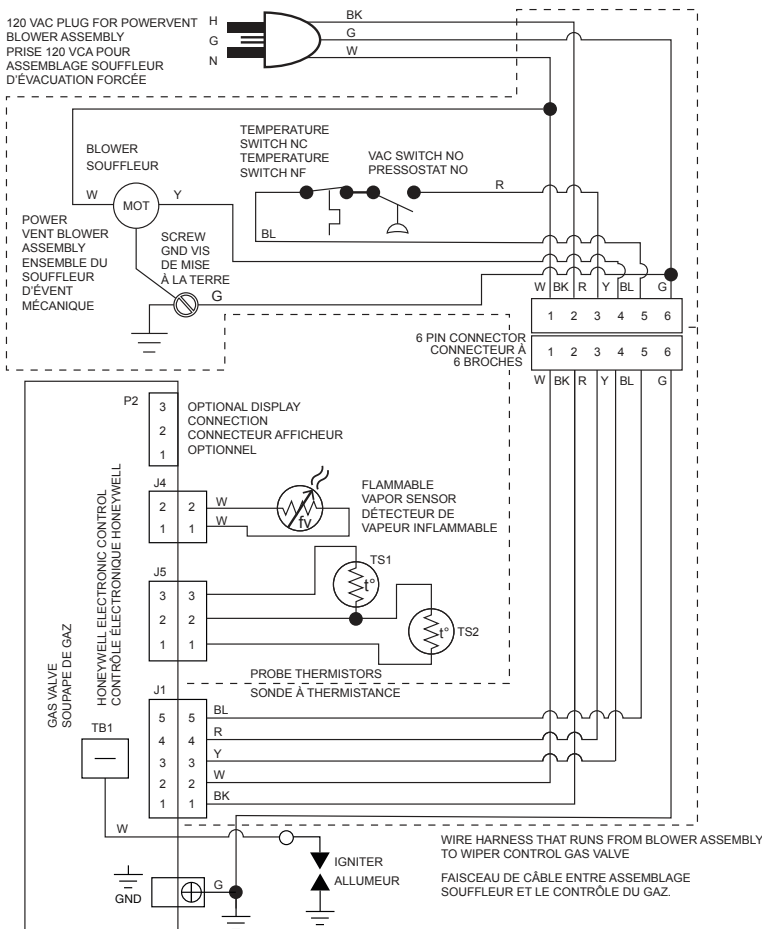 120 VAC PLUG FOR POWERVENT
BLOWER ASSEMBLY
PRISE 120 VCA POUR
ASSEMBLAGE SOUFFLEUR
D'ÉVACUATION FORCÉE
H
G
N
BK
G
W
BLOWER
SOUFFLEUR
TEMPERATURE
SWITCH NC
TEMPERATURE
SWITCH NF
VAC SWITCH NO
PRESSOSTAT NO
R
W
MOT
Y
BL
POWER
VENT BLOWER
ASSEMBLY
ENSEMBLE DU
SOUFFLEUR
D'ÉVENT
MÉCANIQUE
SCREW
GND VIS
DE MISE
À LA TERRE
G
W BK R Y BL G
1 2 3 4 5 6
6 PIN CONNECTOR
CONNECTEUR À
6 BROCHES
1 2 3 4 5 6
W BK R Y BL G
P2
3
2
1
OPTIONAL DISPLAY
CONNECTION
CONNECTEUR AFFICHEUR
OPTIONNEL
J4
2 2 W
1 1 W
fv
FLAMMABLE
VAPOR SENSOR
DÉTECTEUR DE
VAPEUR INFLAMMABLE
J5
3 3
2 2
1 1
TS1
t°
TS2
t°
PROBE THERMISTORS
SONDE À THERMISTANCE
HONEYWELL ELECTRONIC CONTROL
CONTRÔLE ÉLECTRONIQUE HONEYWELL
GAS VALVE
SOUPAPE DE GAZ
J1
5 5 BL
4 4 R
3 3 Y
2 2 W
1 1 BK
TB1
W
IGNITER
ALLUMEUR
GND
G
WIRE HARNESS THAT RUNS FROM BLOWER ASSEMBLY
TO WIPER CONTROL GAS VALVE
FAISCEAU DE CÂBLE ENTRE ASSEMBLAGE
SOUFFLEUR ET LE CONTRÔLE DU GAZ.